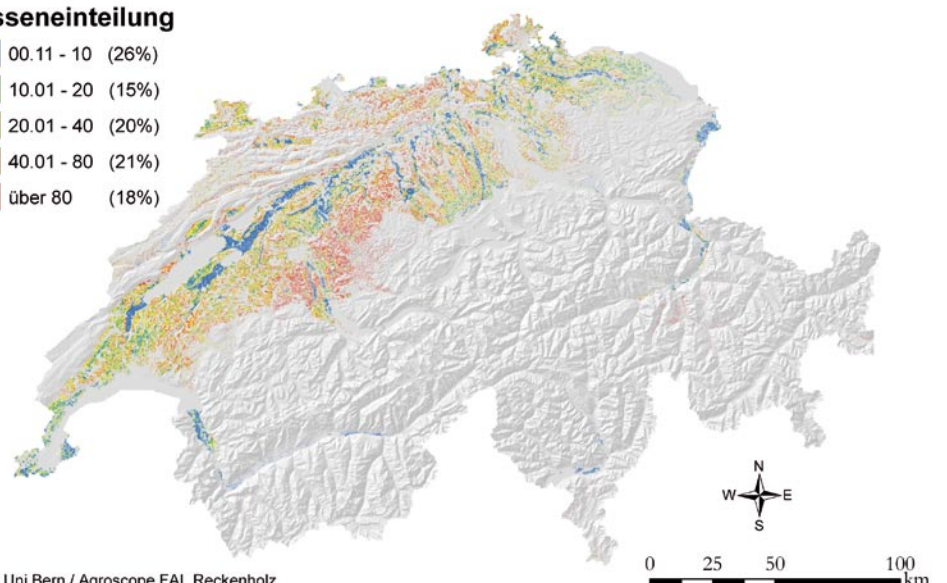 sseneinteilung
00.11 - 10 (26%)
10.01 - 20 (15%)
20.01 - 40 (20%)
40.01 - 80 (21%)
über 80 (18%)
N
W E
S
0 25 50 100
km
Uni Bern / Agroscope FAL Reckenholz